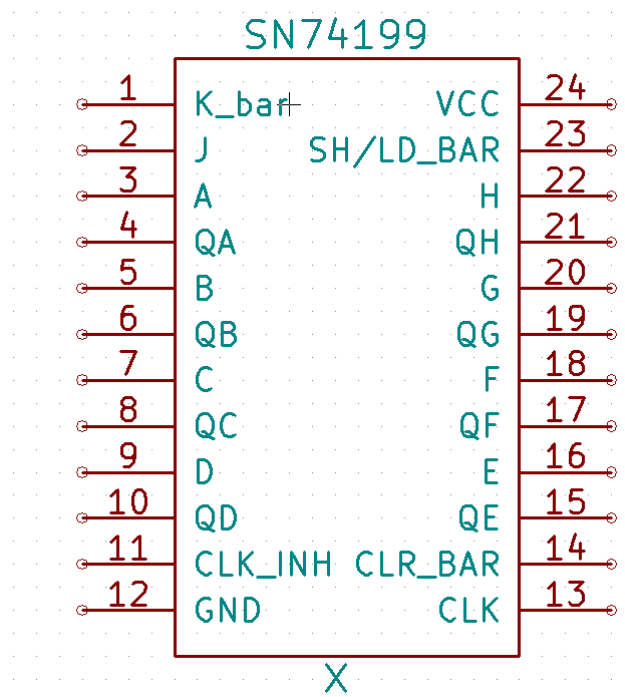 SN74199
1 K_bar VCC 24
2 J SH/LD_BAR 23
3 A H 22
4 QA QH 21
5 B G 20
6 QB QG 19
7 C F 18
8 QC QF 17
9 D E 16
10 QD QE 15
11 CLK_INH CLR_BAR 14
12 GND CLK 13
X